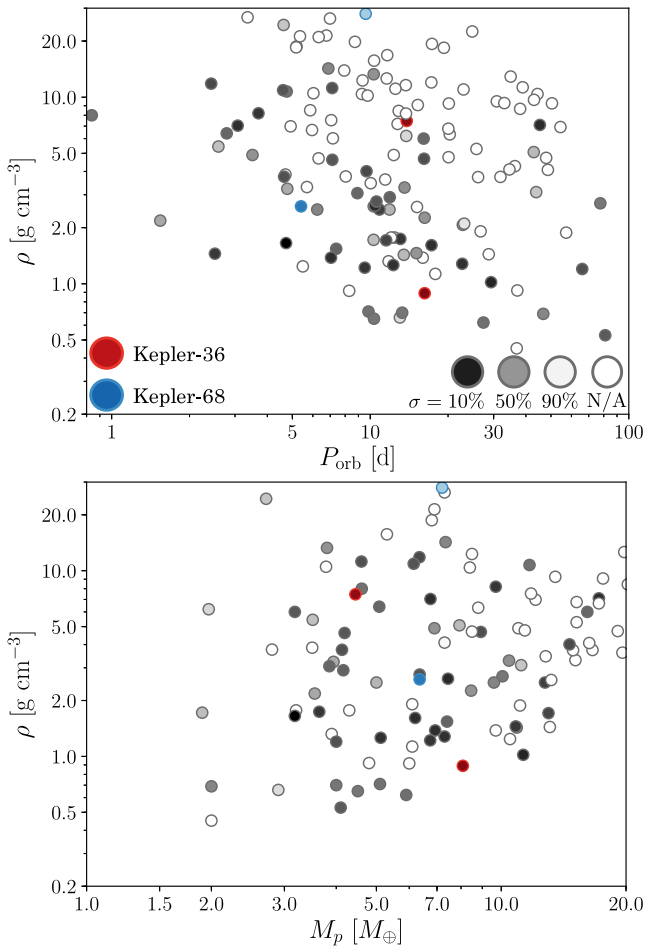 30.0
10.0
5.0
ρ [g cm⁻³]
2.0
1.0
0.5
0.2
Kepler-36
Kepler-68
σ = 10% 50% 90% N/A
1 5 10 30 100
P_orb [d]
30.0
10.0
5.0
ρ [g cm⁻³]
2.0
1.0
0.5
0.2
1.0 1.5 2.0 3.0 5.0 7.0 10.0 20.0
M_p [M_⊕]